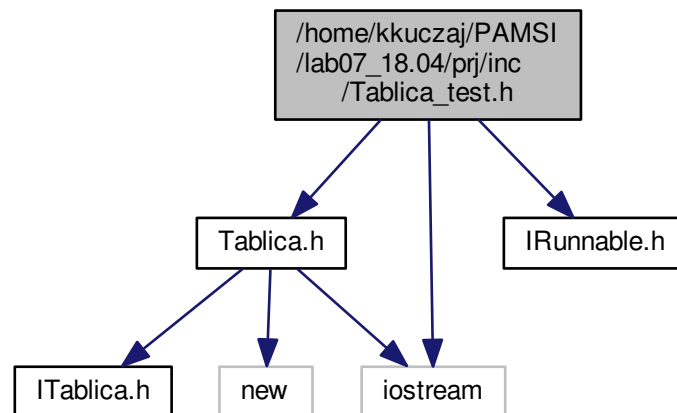 /home/kkuczaj/PAMSI
/lab07_18.04/prj/inc
/Tablica_test.h
Tablica.h
IRunnable.h
ITablica.h
new
iostream